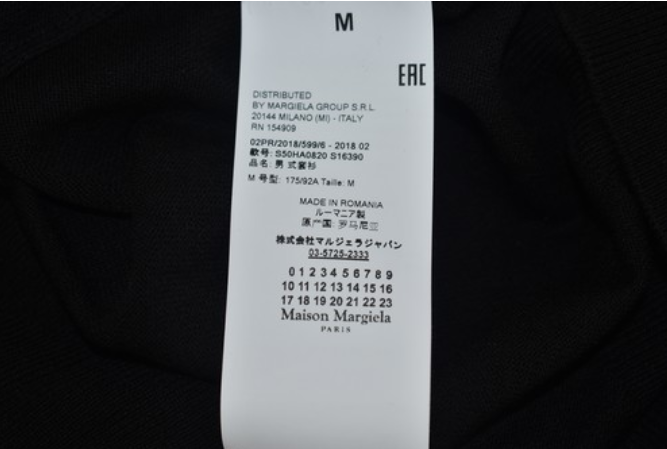 M
EAC
DISTRIBUTED
BY MARGIELA GROUP S.R.L.
20144 MILANO (MI) - ITALY
RN 154909
02PR/2018/599/6 - 2018 02
款号: S50HA0820 S16390
品名: 男 式套衫
M 号型: 175/92A Taille: M
MADE IN ROMANIA
ルーマニア製
原产国: 罗马尼亚
株式会社マルジェラジャパン
03-5725-2333
0 1 2 3 4 5 6 7 8 9
10 11 12 13 14 15 16
17 18 19 20 21 22 23
Maison Margiela
PARIS